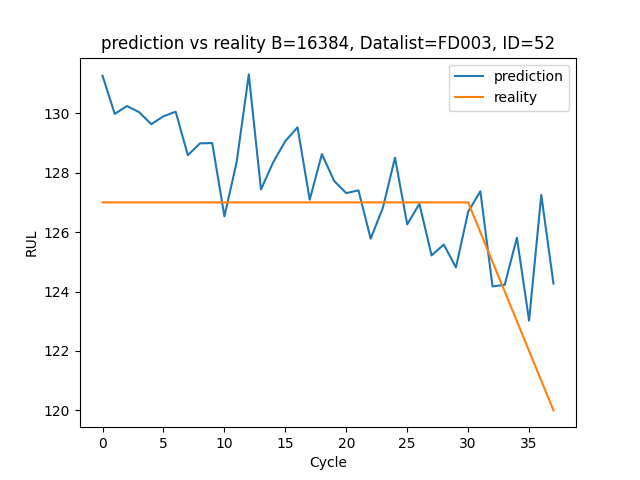 prediction vs reality B=16384, Datalist=FD003, ID=52
prediction
reality
RUL
130
128
126
124
122
120
0 5 10 15 20 25 30 35
Cycle